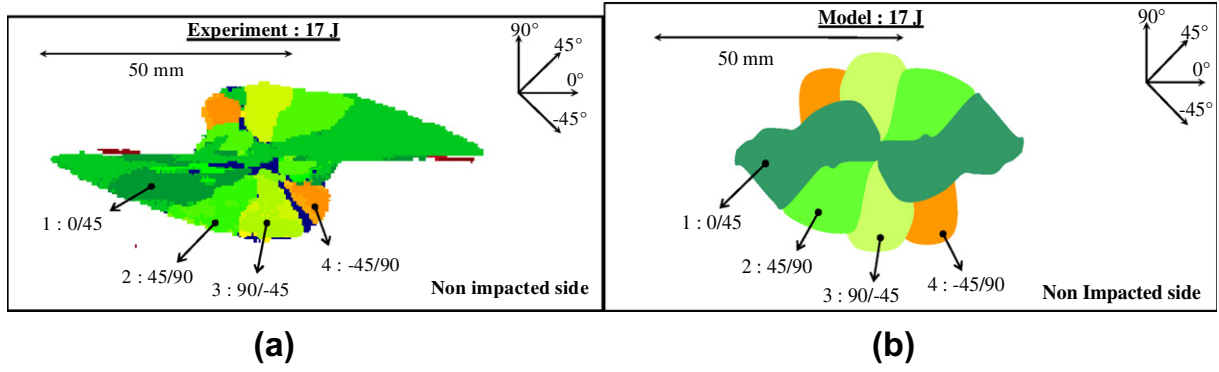 Experiment : 17 J
50 mm
90°
45°
0°
-45°
1 : 0/45
2 : 45/90
3 : 90/-45
4 : -45/90
Non impacted side
(a)
Model : 17 J
50 mm
90°
45°
0°
-45°
1 : 0/45
2 : 45/90
3 : 90/-45
4 : -45/90
Non Impacted side
(b)